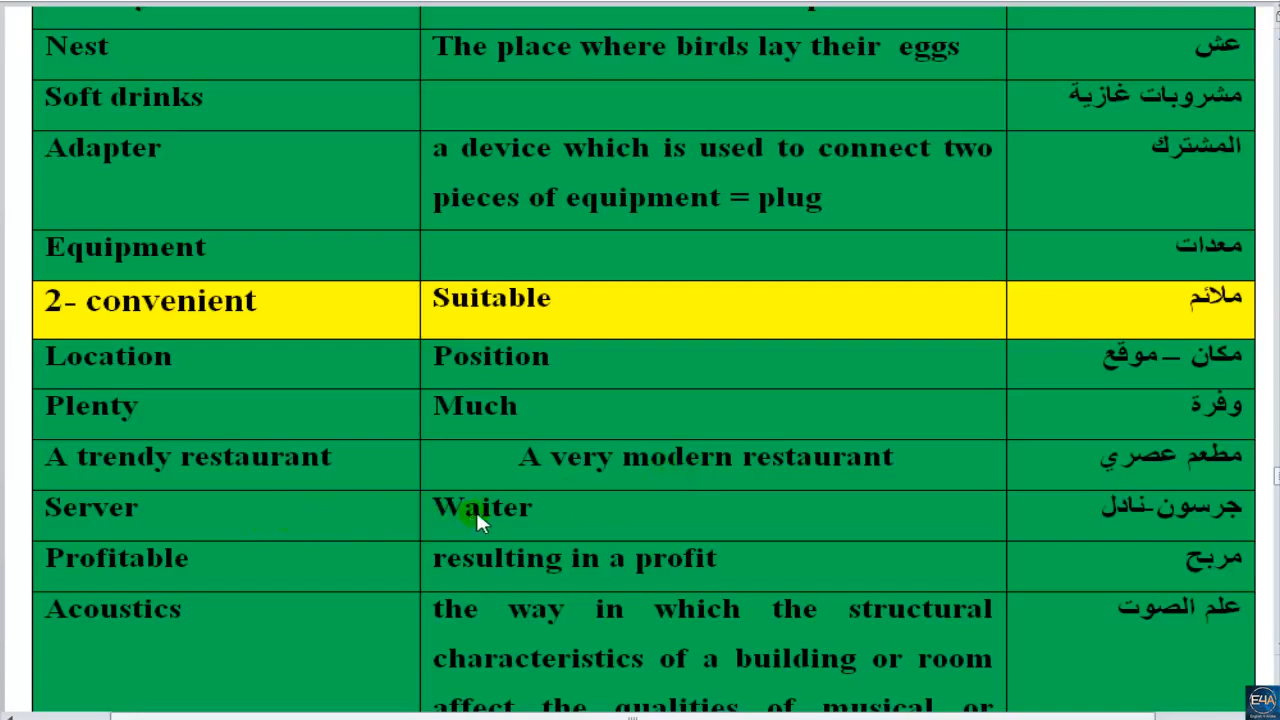 Nest The place where birds lay their eggs عش
Soft drinks مشروبات غازية
Adapter a device which is used to connect two المشترك
pieces of equipment = plug
Equipment معدات
2- convenient Suitable ملائم
Location Position مكان – موقع
Plenty Much وفرة
A trendy restaurant A very modern restaurant مطعم عصري
Server Waiter جرسون-نادل
Profitable resulting in a profit مربح
Acoustics the way in which the structural علم الصوت
characteristics of a building or room
affect the qualities of musical or
E4A